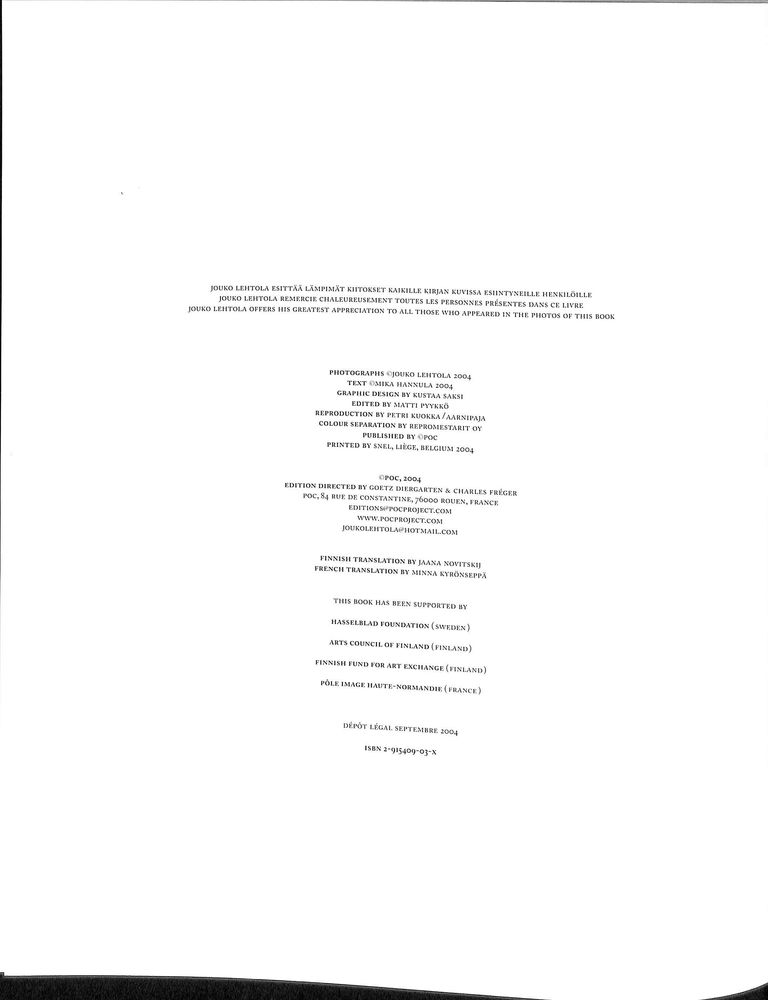 JOUKO LEHTOLA ESITTÄÄ LÄMPIMÄT KIITOKSET KAIKILLE KIRJAN KUVISSA ESIINTYNEILLE HENKILÖILLE
JOUKO LEHTOLA REMERCIE CHALEUREUSEMENT TOUTES LES PERSONNES PRÉSENTES DANS CE LIVRE
JOUKO LEHTOLA OFFERS HIS GREATEST APPRECIATION TO ALL THOSE WHO APPEARED IN THE PHOTOS OF THIS BOOK
PHOTOGRAPHS ©JOUKO LEHTOLA 2004
TEXT ©MIKA HANNULA 2004
GRAPHIC DESIGN BY KUSTAA SAKSI
EDITED BY MATTI PYYKKÖ
REPRODUCTION BY PETRI KUOKKA / AARNIPAJA
COLOUR SEPARATION BY REPROMESTARIT OY
PUBLISHED BY ©POC
PRINTED BY SNEL, LIÈGE, BELGIUM 2004
©POC, 2004
EDITION DIRECTED BY GOETZ DIERGARTEN & CHARLES FRÉGER
POC, 84 RUE DE CONSTANTINE, 76000 ROUEN, FRANCE
EDITIONS@POCPROJECT.COM
WWW.POCPROJECT.COM
JOUKOLEHTOLA@HOTMAIL.COM
FINNISH TRANSLATION BY JAANA NOVITSKIJ
FRENCH TRANSLATION BY MINNA KYRÖNSEPPÄ
THIS BOOK HAS BEEN SUPPORTED BY
HASSELBLAD FOUNDATION (SWEDEN)
ARTS COUNCIL OF FINLAND (FINLAND)
FINNISH FUND FOR ART EXCHANGE (FINLAND)
PÔLE IMAGE HAUTE-NORMANDIE (FRANCE)
DÉPÔT LÉGAL SEPTEMBRE 2004
ISBN 2-915409-03-X